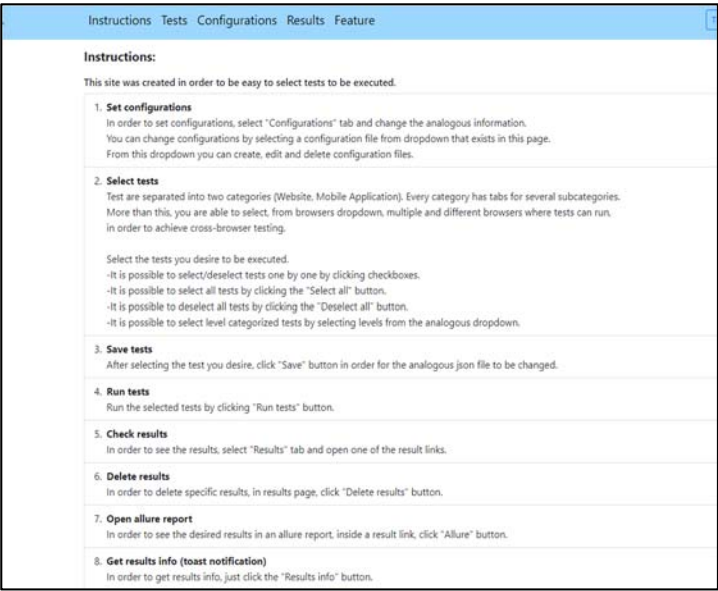 Instructions Tests Configurations Results Feature
Instructions:
This site was created in order to be easy to select tests to be executed.
1. Set configurations
In order to set configurations, select "Configurations" tab and change the analogous information.
You can change configurations by selecting a configuration file from dropdown that exists in this page.
From this dropdown you can create, edit and delete configuration files.
2. Select tests
Test are separated into two categories (Website, Mobile Application). Every category has tabs for several subcategories.
More than this, you are able to select, from browsers dropdown, multiple and different browsers where tests can run,
in order to achieve cross-browser testing.
Select the tests you desire to be executed.
-It is possible to select/deselect tests one by one by clicking checkboxes.
-It is possible to select all tests by clicking the "Select all" button.
-It is possible to deselect all tests by clicking the "Deselect all" button.
-It is possible to select level categorized tests by selecting levels from the analogous dropdown.
3. Save tests
After selecting the test you desire, click "Save" button in order for the analogous json file to be changed.
4. Run tests
Run the selected tests by clicking "Run tests" button.
5. Check results
In order to see the results, select "Results" tab and open one of the result links.
6. Delete results
In order to delete specific results, in results page, click "Delete results" button.
7. Open allure report
In order to see the desired results in an allure report, inside a result link, click "Allure" button.
8. Get results info (toast notification)
In order to get results info, just click the "Results info" button.